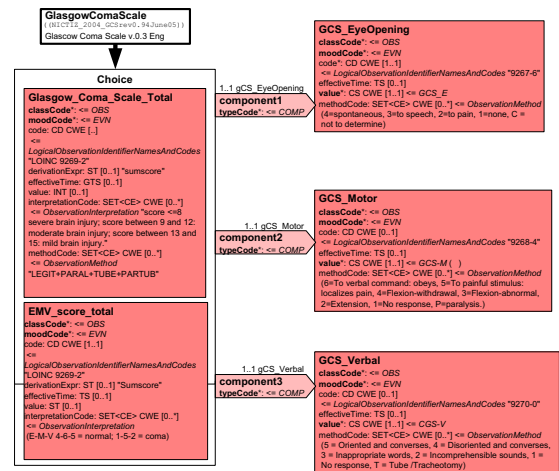 GlasgowComaScale
((NICTIZ_2004_GCSrev0.94June05))
Glascow Coma Scale v.0.3 Eng
Choice
Glasgow_Coma_Scale_Total
classCode*: <= OBS
moodCode*: <= EVN
code: CD CWE [..]
<=
LogicalObservationIdentifierNamesAndCodes
"LOINC 9269-2"
derivationExpr: ST [0..1] "sumscore"
effectiveTime: GTS [0..1]
value: INT [0..1]
interpretationCode: SET<CE> CWE [0..*]
<= ObservationInterpretation "score <=8
severe brain injury; score between 9 and 12:
moderate brain injury; score between 13 and
15: mild brain injury."
methodCode: SET<CE> CWE [0..*]
<= ObservationMethod
"LEGIT+PARAL+TUBE+PARTUB"
EMV_score_total
classCode*: <= OBS
moodCode*: <= EVN
code: CD CWE [1..1]
<=
LogicalObservationIdentifierNamesAndCodes
"LOINC 9269-2"
derivationExpr: ST [0..1] "Sumscore"
effectiveTime: TS [0..1]
value: ST [0..1]
interpretationCode: SET<CE> CWE [0..*]
<= ObservationInterpretation
(E-M-V 4-6-5 = normal; 1-5-2 = coma)
1..1 gCS_EyeOpening
component1
typeCode*: <= COMP
1..1 gCS_Motor
component2
typeCode*: <= COMP
1..1 gCS_Verbal
component3
typeCode*: <= COMP
GCS_EyeOpening
classCode*: <= OBS
moodCode*: <= EVN
code*: CD CWE [1..1]
<= LogicalObservationIdentifierNamesAndCodes "9267-6"
effectiveTime: TS [0..1]
value*: CS CWE [1..1] <= GCS_E
methodCode: SET<CE> CWE [0..*] <= ObservationMethod
(4=spontaneous, 3=to speech, 2=to pain, 1=none, C =
not to determine)
GCS_Motor
classCode*: <= OBS
moodCode*: <= EVN
code: CD CWE [0..1]
<= LogicalObservationIdentifierNamesAndCodes "9268-4"
effectiveTime: TS [0..1]
value*: CS CWE [1..1] <= GCS-M ( )
methodCode: SET<CE> CWE [0..*] <= ObservationMethod
(6=To verbal command: obeys, 5=To painful stimulus:
localizes pain, 4=Flexion-withdrawal, 3=Flexion-abnormal,
2=Extension, 1=No response, P=paralysis.)
GCS_Verbal
classCode*: <= OBS
moodCode*: <= EVN
code: CD CWE [0..1]
<= LogicalObservationIdentifierNamesAndCodes "9270-0"
effectiveTime: TS [0..1]
value*: CS CWE [1..1] <= CGS-V
methodCode: SET<CE> CWE [0..*] <= ObservationMethod
(5 = Oriented and converses, 4 = Disoriented and converses,
3 = Inappropriate words, 2 = Incomprehensible sounds, 1 =
No response, T = Tube /Tracheotomy)